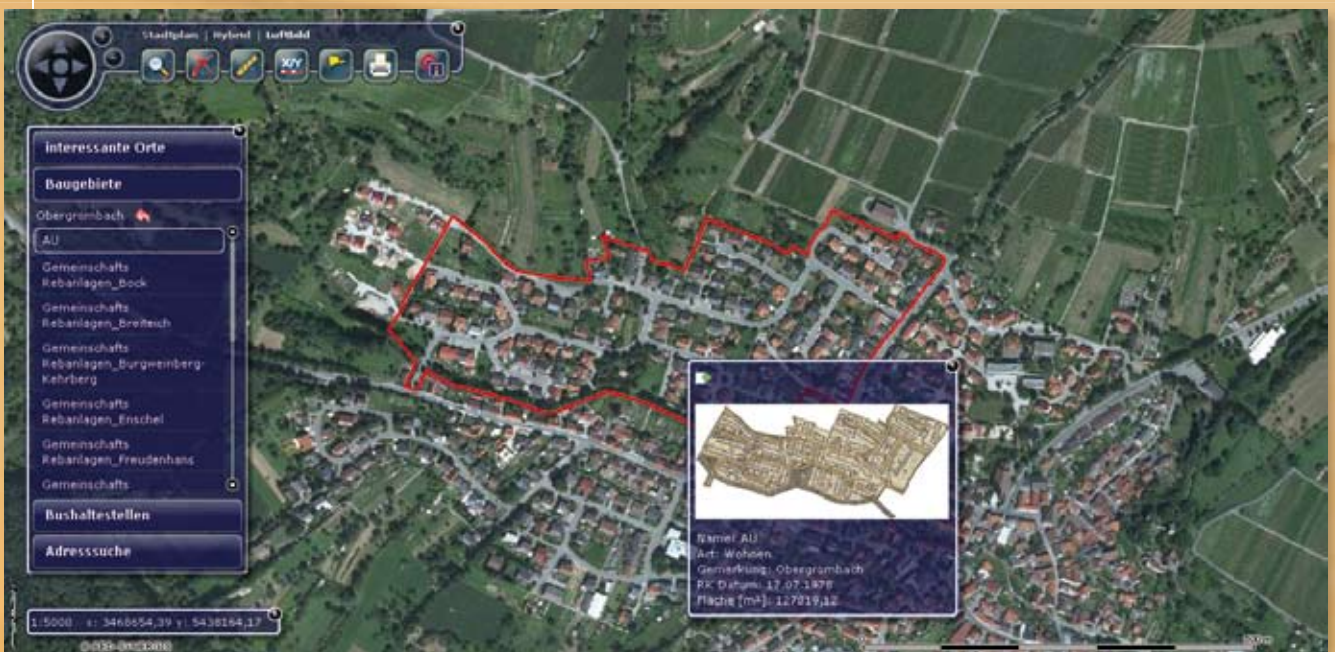 Stadtplan | Hybrid | Luftbild
X/Y
interessante Orte
Baugebiete
Obergrombach
AU
Gemeinschafts
Rebanlagen_Bock
Gemeinschafts
Rebanlagen_Breiteich
Gemeinschafts
Rebanlagen_Burgweinberg-
Kehrberg
Gemeinschafts
Rebanlagen_Enschel
Gemeinschafts
Rebanlagen_Freudenhans
Gemeinschafts
Bushaltestellen
Adresssuche
Name: AU
Art: Wohnen
Gemarkung: Obergrombach
RK Datum: 17.07.1978
Fläche [m²]: 127819,12
1:5000 x: 3468654,39 y: 5438164,17